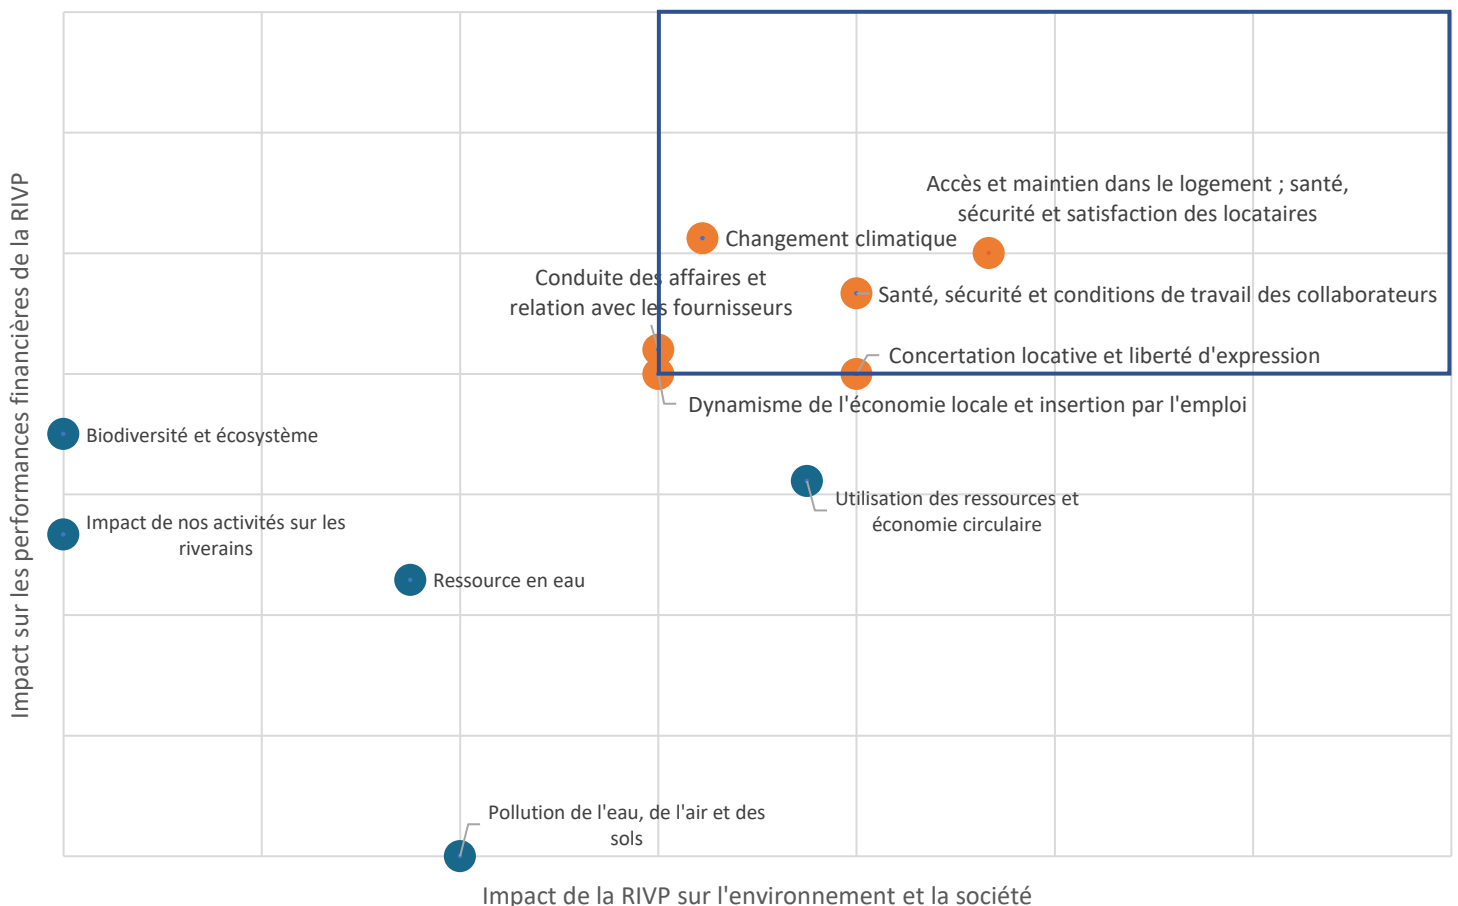 Impact sur les performances financières de la RIVP
Accès et maintien dans le logement ; santé,
sécurité et satisfaction des locataires
Changement climatique
Conduite des affaires et
relation avec les fournisseurs
Santé, sécurité et conditions de travail des collaborateurs
Concertation locative et liberté d'expression
Dynamisme de l'économie locale et insertion par l'emploi
Biodiversité et écosystème
Utilisation des ressources et
économie circulaire
Impact de nos activités sur les
riverains
Ressource en eau
Pollution de l'eau, de l'air et des
sols
Impact de la RIVP sur l'environnement et la société